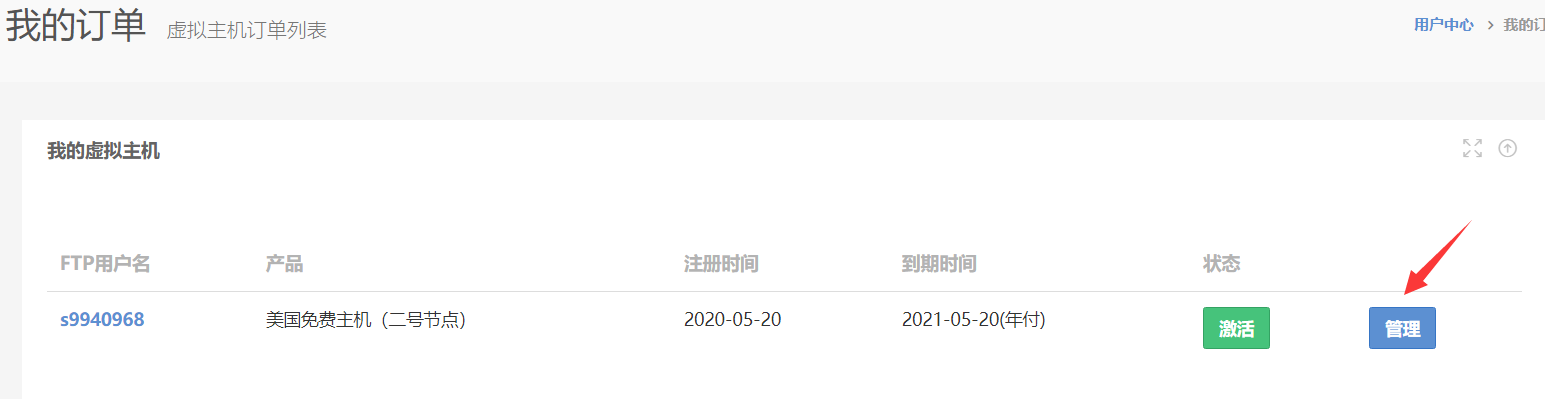 我的订单 虚拟主机订单列表 用户中心 > 我的订
我的虚拟主机
FTP用户名 产品 注册时间 到期时间 状态
s9940968 美国免费主机（二号节点） 2020-05-20 2021-05-20(年付) 激活 管理